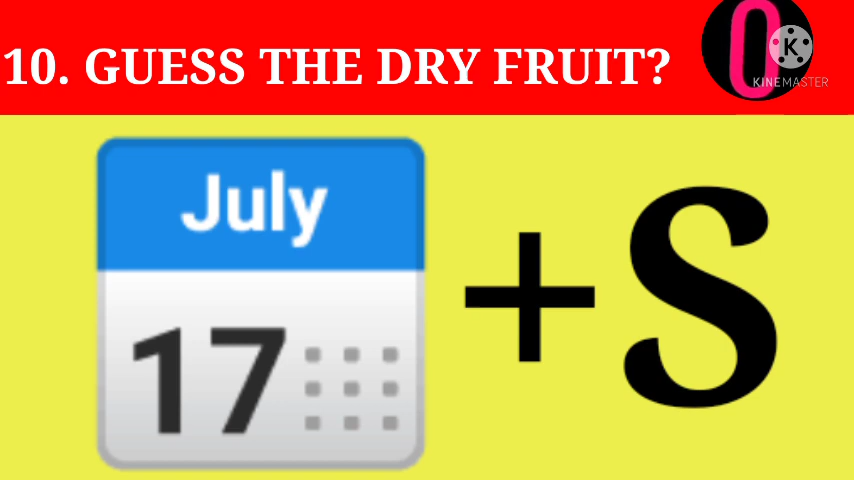 10. GUESS THE DRY FRUIT?
K
KINEMASTER
July
17
+S